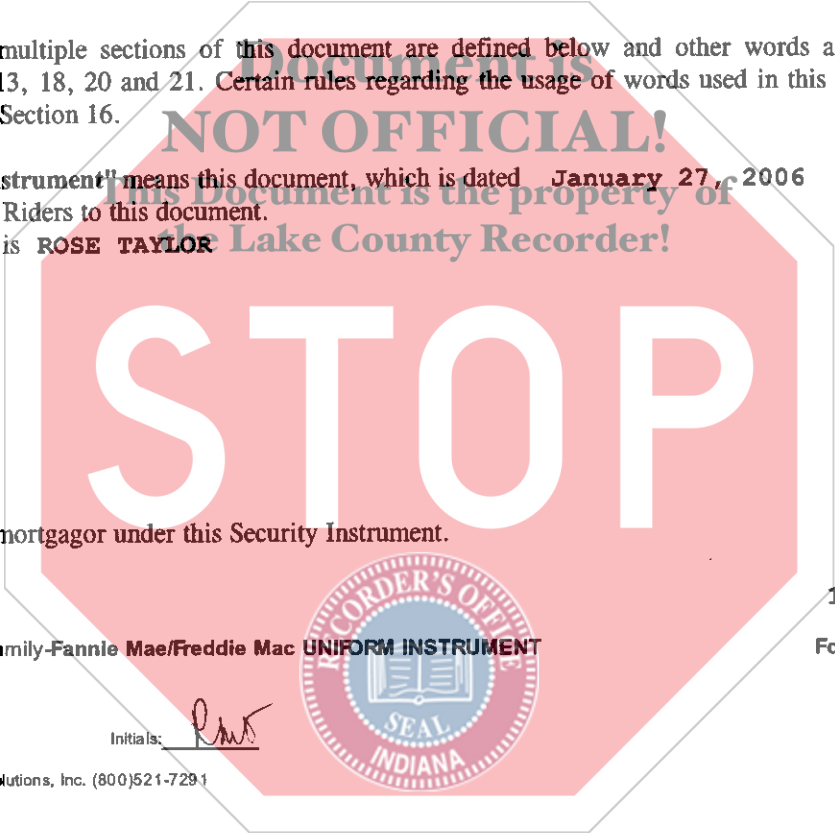 multiple sections of this document are defined below and other words a
Document is
13, 18, 20 and 21. Certain rules regarding the usage of words used in this
Section 16.
NOT OFFICIAL!
strument" means this document, which is dated January 27, 2006
This Document is the property of
Riders to this document.
is ROSE TAYLOR
the Lake County Recorder!
STOP
mortgagor under this Security Instrument.
RECORDER'S OFFICE
1
mily-Fannie Mae/Freddie Mac UNIFORM INSTRUMENT
Fo
SEAL
Initials:
INDIANA
lutions, Inc. (800)521-7291